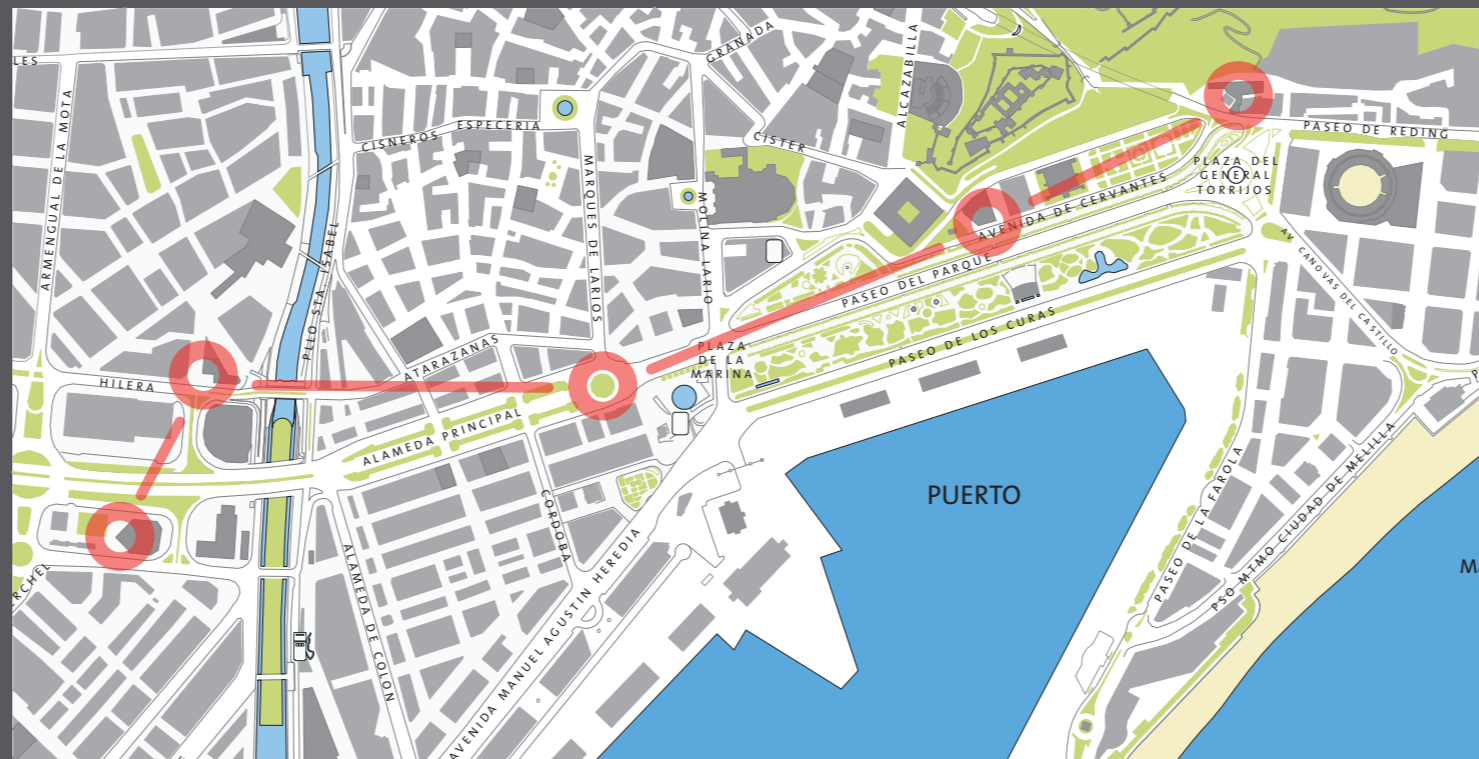 LES
ARMENGUAL DE LA MOTA
CISNEROS
ESPECERIA
GRANADA
ALCAZABILLA
CISTER
PASEO DE REDING
PLAZA DEL
GENERAL
TORRIJOS
PLLO STA. ISABEL
MARQUES DE LARIOS
MOLINA LARIO
AVENIDA DE CERVANTES
PASEO DEL PARQUE
PASEO DE LOS CURAS
AV CANOVAS DEL CASTILLO
HILERA
ATARAZANAS
PLAZA
DE LA
MARINA
ALAMEDA PRINCIPAL
CORDOBA
PUERTO
PASEO DE LA FAROLA
PSO MTMO CIUDAD DE MELILLA
ALAMEDA DE COLON
AVENIDA MANUEL AGUSTIN HEREDIA
RCHEL